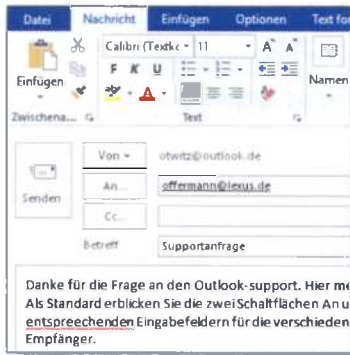 Datei Nachricht Einfügen Optionen Text for
Calibri (Textkc 11 A A
Einfügen F K U Namen
Zwischena... Text
Von otwitz@outlook.de
Senden An... offermann@lexus.de
Cc...
Betreff Supportanfrage
Danke für die Frage an den Outlook-support. Hier me
Als Standard erblicken Sie die zwei Schaltflächen An u
entspreechenden Eingabefeldern für die verschieden
Empfänger.